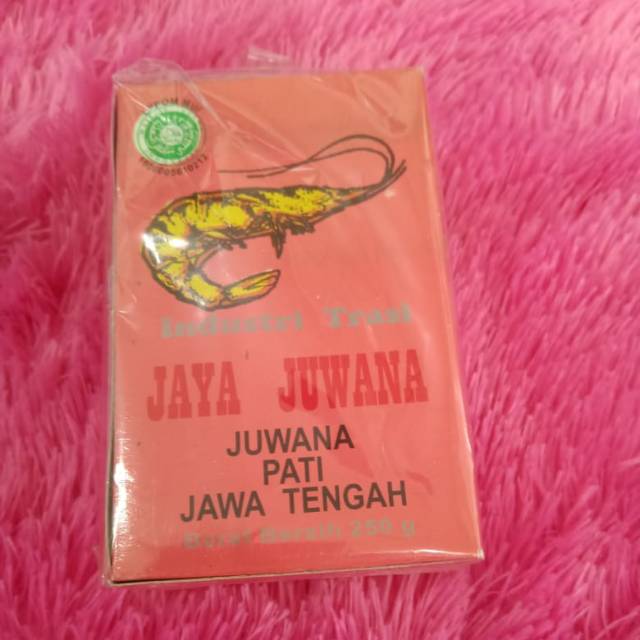 Industri Trasi
JAYA JUWANA
JUWANA
PATI
JAWA TENGAH
Berat Bersih 250 g